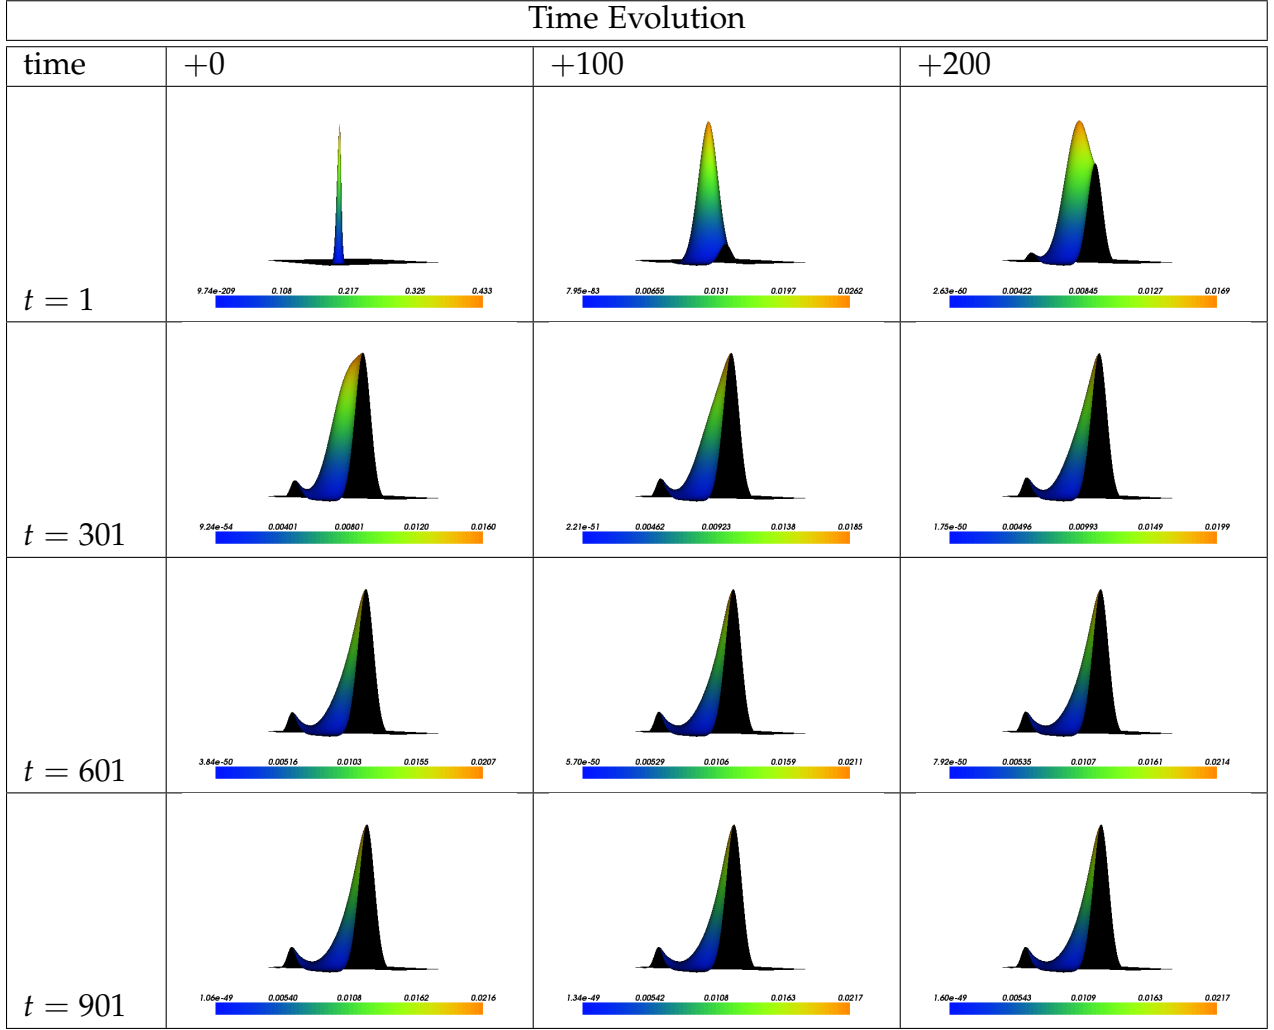 Time Evolution
time +0 +100 +200
9.74e-209 0.108 0.217 0.325 0.433 7.95e-83 0.00655 0.0131 0.0197 0.0262 2.63e-60 0.00422 0.00845 0.0127 0.0169
t = 1
9.24e-54 0.00401 0.00801 0.0120 0.0160 2.21e-51 0.00462 0.00923 0.0138 0.0185 1.75e-50 0.00496 0.00993 0.0149 0.0199
t = 301
3.84e-50 0.00516 0.0103 0.0155 0.0207 5.70e-50 0.00529 0.0106 0.0159 0.0211 7.92e-50 0.00535 0.0107 0.0161 0.0214
t = 601
1.06e-49 0.00540 0.0108 0.0162 0.0216 1.34e-49 0.00542 0.0108 0.0163 0.0217 1.60e-49 0.00543 0.0109 0.0163 0.0217
t = 901